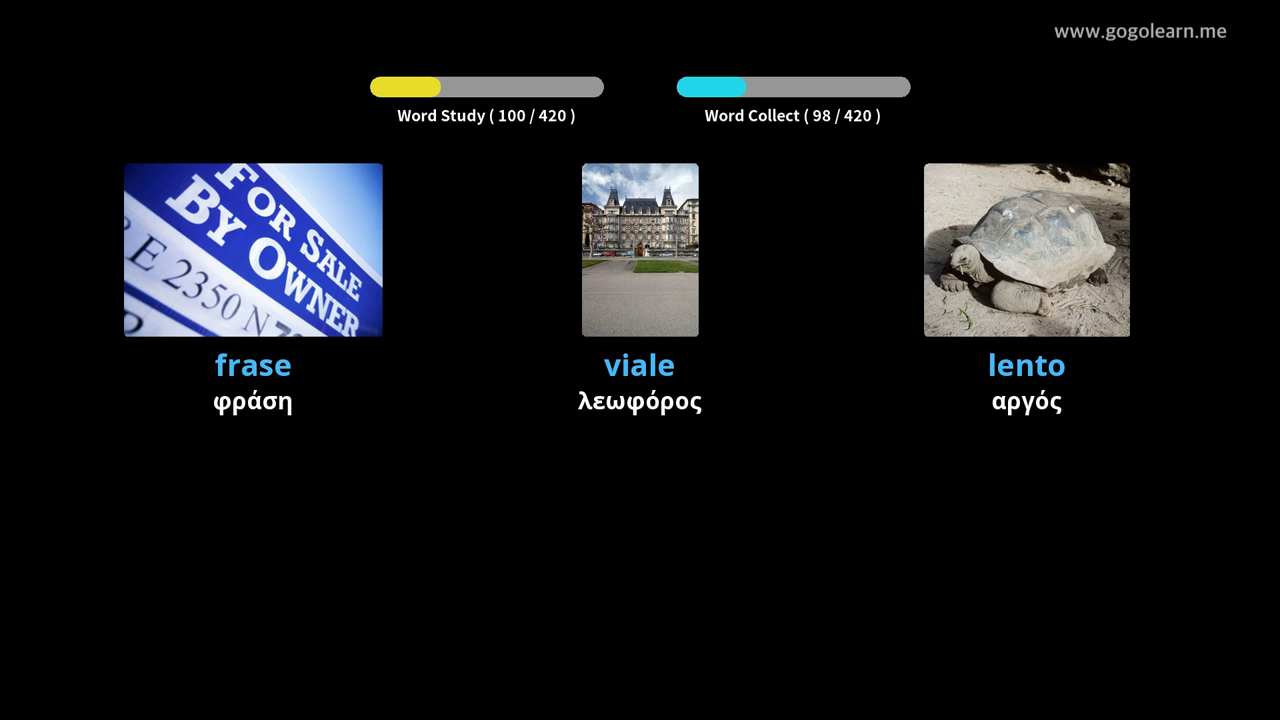 www.gogolearn.me
Word Study ( 100 / 420 )
Word Collect ( 98 / 420 )
FOR SALE
BY OWNER
E 2350 N
frase
viale
lento
φράση
λεωφόρος
αργός